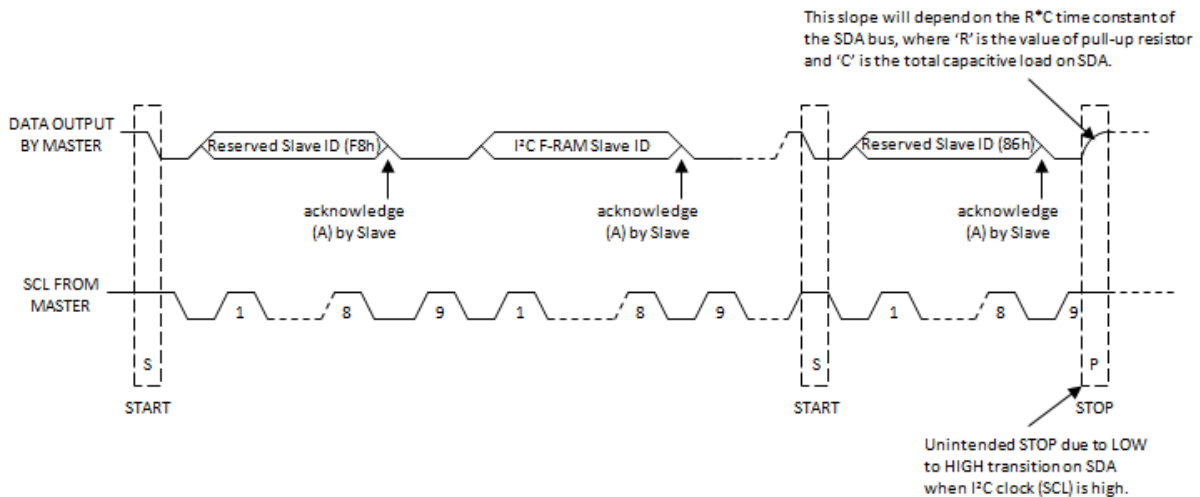 This slope will depend on the R*C time constant of
the SDA bus, where ‘R’ is the value of pull-up resistor
and ‘C’ is the total capacitive load on SDA.
DATA OUTPUT
BY MASTER
Reserved Slave ID (F8h)
I²C F-RAM Slave ID
Reserved Slave ID (86h)
acknowledge
(A) by Slave
acknowledge
(A) by Slave
acknowledge
(A) by Slave
SCL FROM
MASTER
1 8 9 1 8 9 1 8 9
S S P
START START STOP
Unintended STOP due to LOW
to HIGH transition on SDA
when I²C clock (SCL) is high.